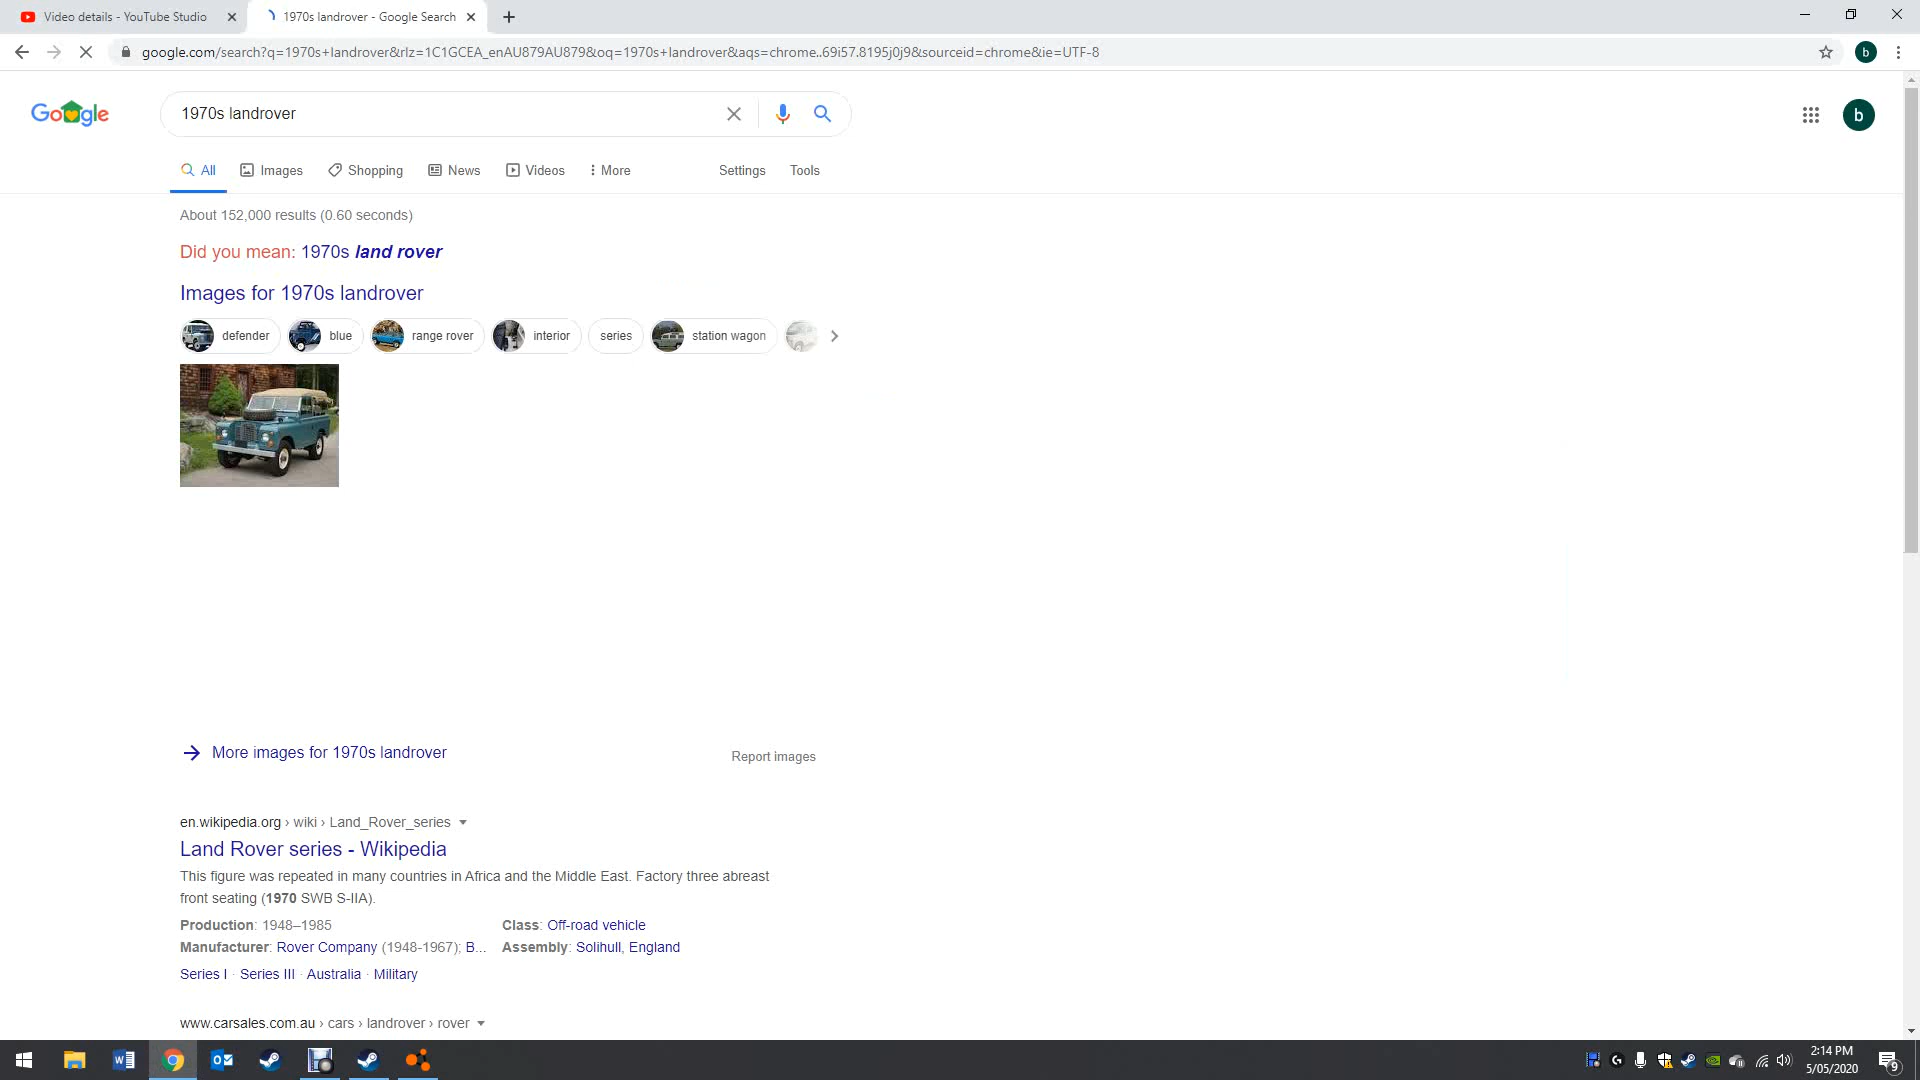 Video details - YouTube Studio
1970s landrover - Google Search
google.com/search?q=1970s+landrover&rlz=1C1GCEA_enAU879AU879&oq=1970s+landrover&aqs=chrome..69i57.8195j0j9&sourceid=chrome&ie=UTF-8
b
Google
1970s landrover
b
All Images Shopping News Videos More Settings Tools
About 152,000 results (0.60 seconds)
Did you mean: 1970s land rover
Images for 1970s landrover
defender blue range rover interior series station wagon
More images for 1970s landrover
Report images
en.wikipedia.org › wiki › Land_Rover_series
Land Rover series - Wikipedia
This figure was repeated in many countries in Africa and the Middle East. Factory three abreast
front seating (1970 SWB S-IIA).
Production: 1948–1985 Class: Off-road vehicle
Manufacturer: Rover Company (1948-1967); B... Assembly: Solihull, England
Series I · Series III · Australia · Military
www.carsales.com.au › cars › landrover › rover
2:14 PM
5/05/2020
9